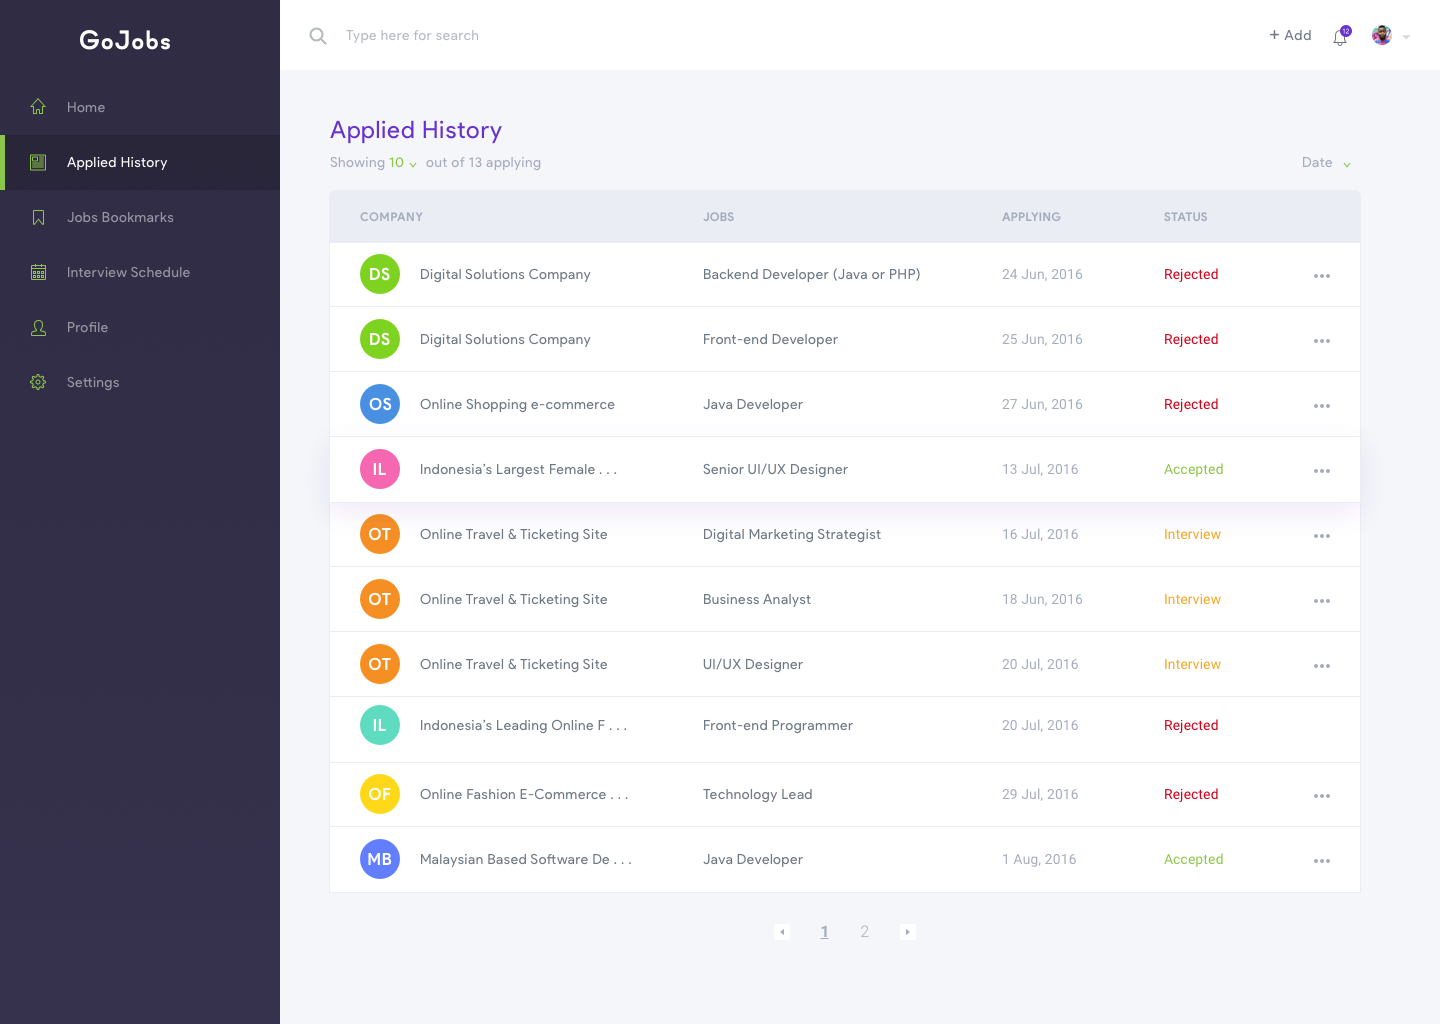 GoJobs
Type here for search
+ Add
12
Home
Applied History
Jobs Bookmarks
Interview Schedule
Profile
Settings
Applied History
Showing 10 out of 13 applying
Date
COMPANY JOBS APPLYING STATUS
DS Digital Solutions Company Backend Developer (Java or PHP) 24 Jun, 2016 Rejected
DS Digital Solutions Company Front-end Developer 25 Jun, 2016 Rejected
OS Online Shopping e-commerce Java Developer 27 Jun, 2016 Rejected
IL Indonesia's Largest Female . . . Senior UI/UX Designer 13 Jul, 2016 Accepted
OT Online Travel & Ticketing Site Digital Marketing Strategist 16 Jul, 2016 Interview
OT Online Travel & Ticketing Site Business Analyst 18 Jun, 2016 Interview
OT Online Travel & Ticketing Site UI/UX Designer 20 Jul, 2016 Interview
IL Indonesia's Leading Online F . . . Front-end Programmer 20 Jul, 2016 Rejected
OF Online Fashion E-Commerce . . . Technology Lead 29 Jul, 2016 Rejected
MB Malaysian Based Software De . . . Java Developer 1 Aug, 2016 Accepted
1 2